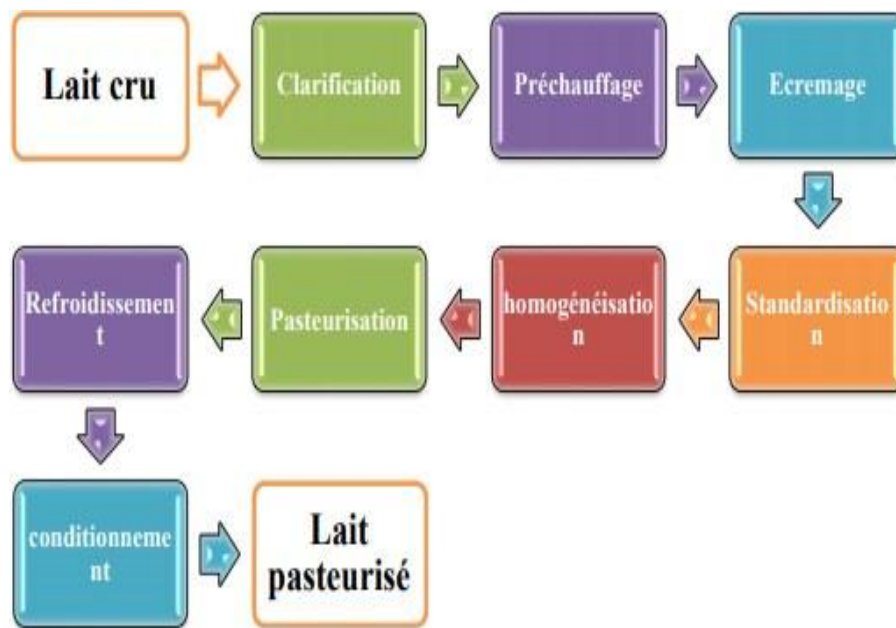 Lait cru
Clarification
Préchauffage
Ecremage
Standardisatio
n
homogénéisatio
n
Pasteurisation
Refroidissemen
t
conditionneme
nt
Lait
pasteurisé